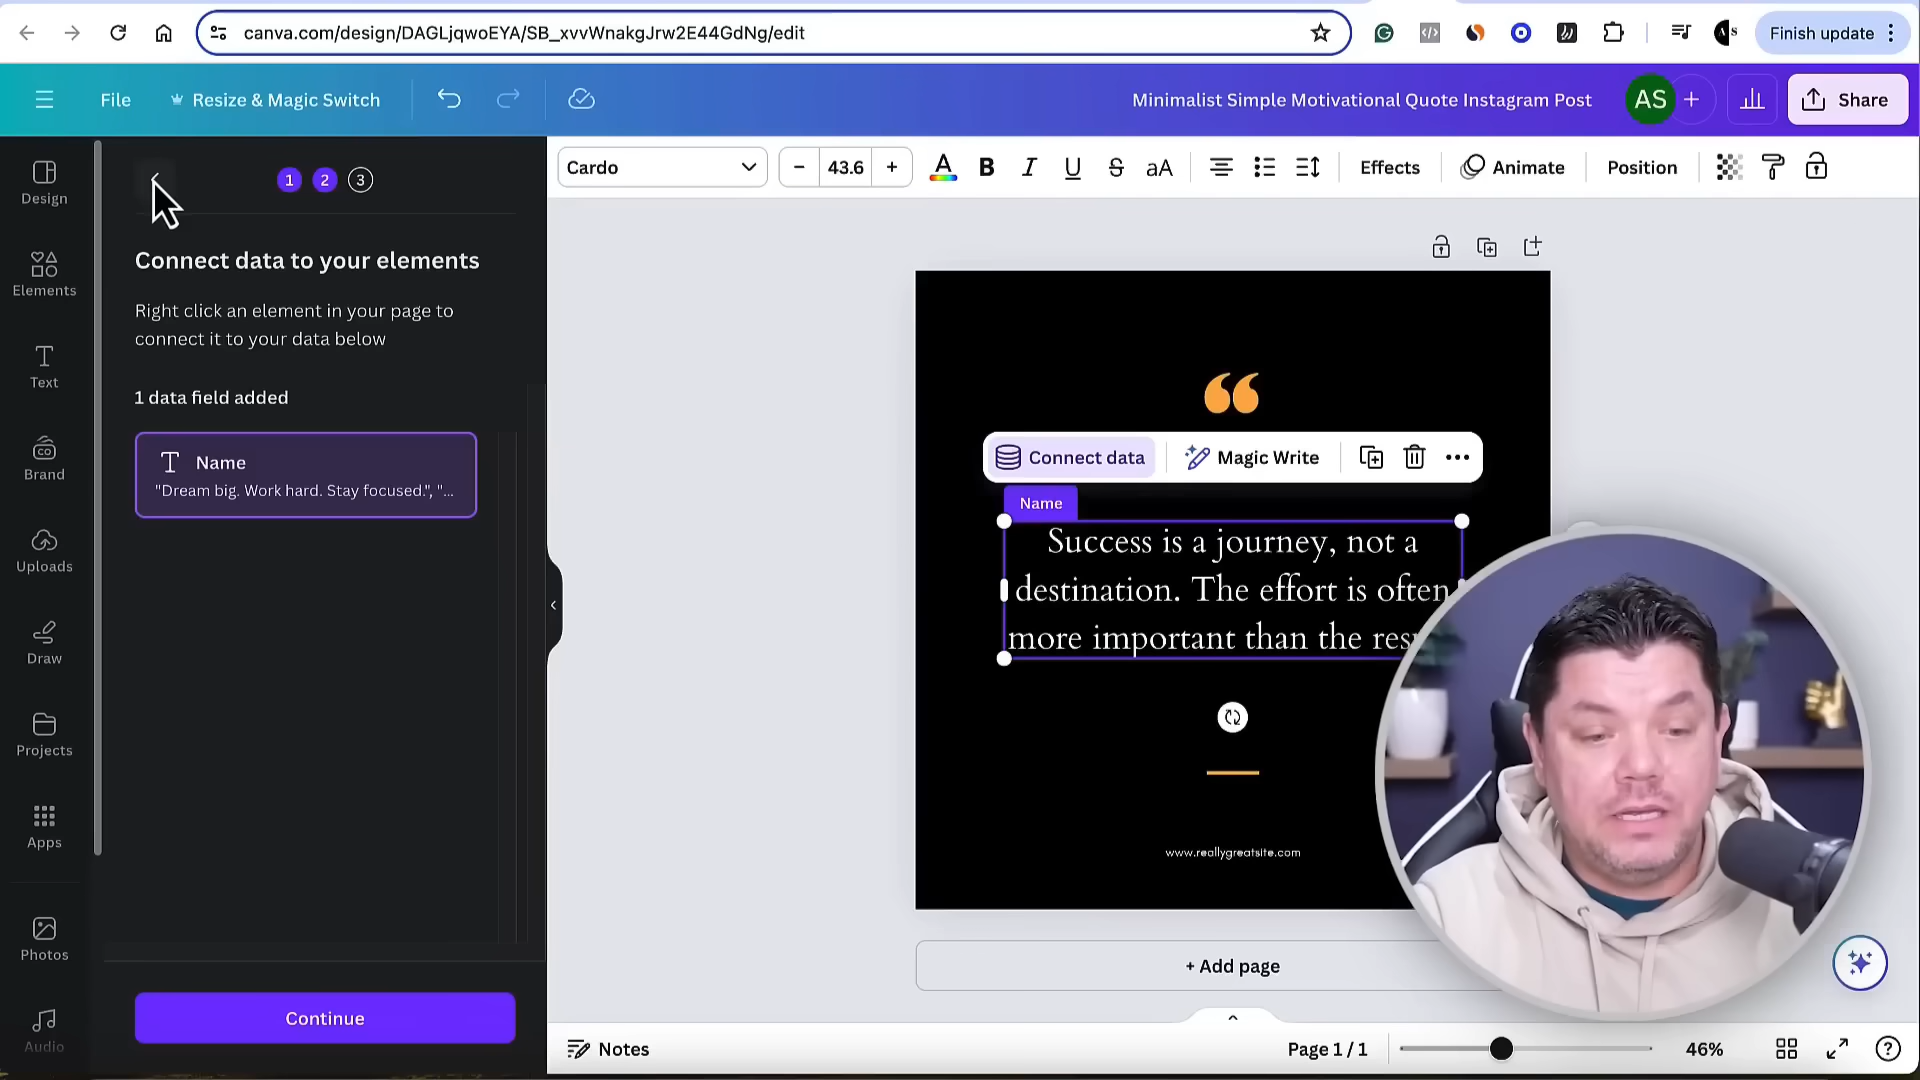 canva.com/design/DAGLjqwoEYA/SB_xvvWnakgJrw2E44GdNg/edit
Finish update
File
Resize & Magic Switch
Minimalist Simple Motivational Quote Instagram Post
AS
+
Share
Design
Elements
Text
Brand
Uploads
Draw
Projects
Apps
Photos
Audio
1 2 3
Connect data to your elements
Right click an element in your page to
connect it to your data below
1 data field added
Name
"Dream big. Work hard. Stay focused.", "...
Continue
Cardo
43.6
B I U S aA
Effects
Animate
Position
Connect data
Magic Write
Name
Success is a journey, not a
destination. The effort is often
more important than the
www.reallygreatsite.com
+ Add page
Notes
Page 1 / 1
46%